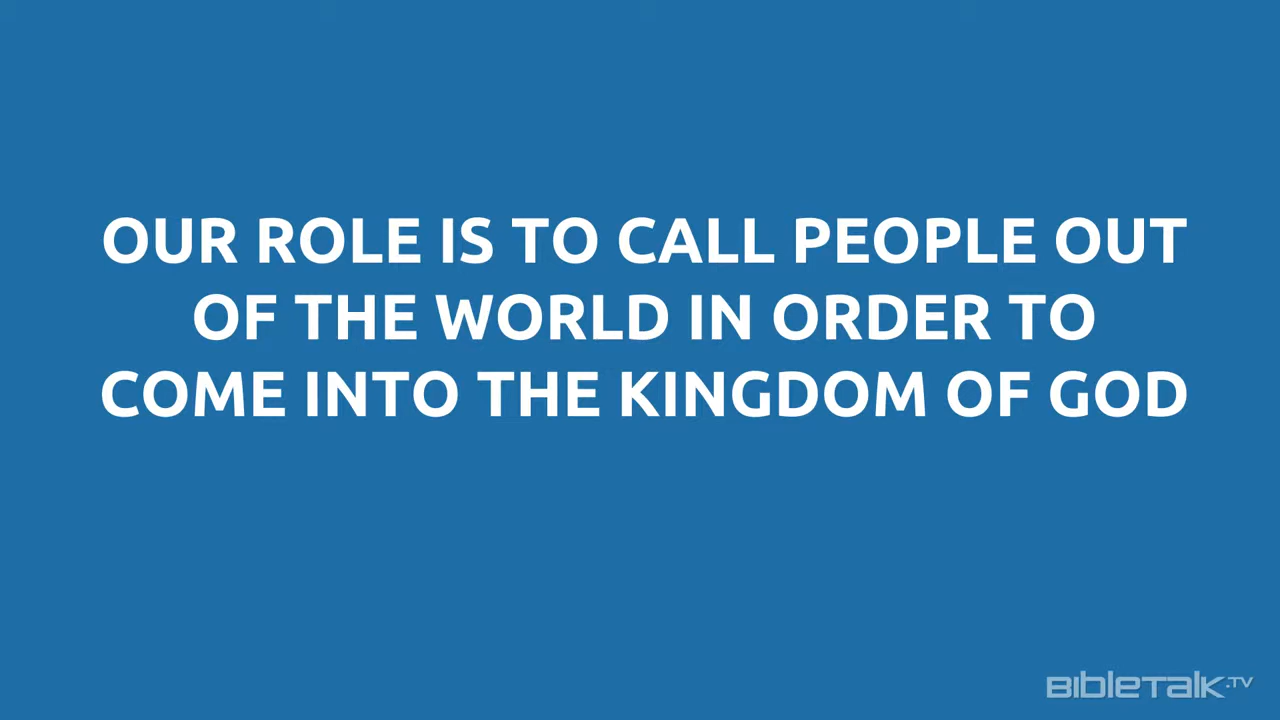 OUR ROLE IS TO CALL PEOPLE OUT
OF THE WORLD IN ORDER TO
COME INTO THE KINGDOM OF GOD
BIBLETALK.TV